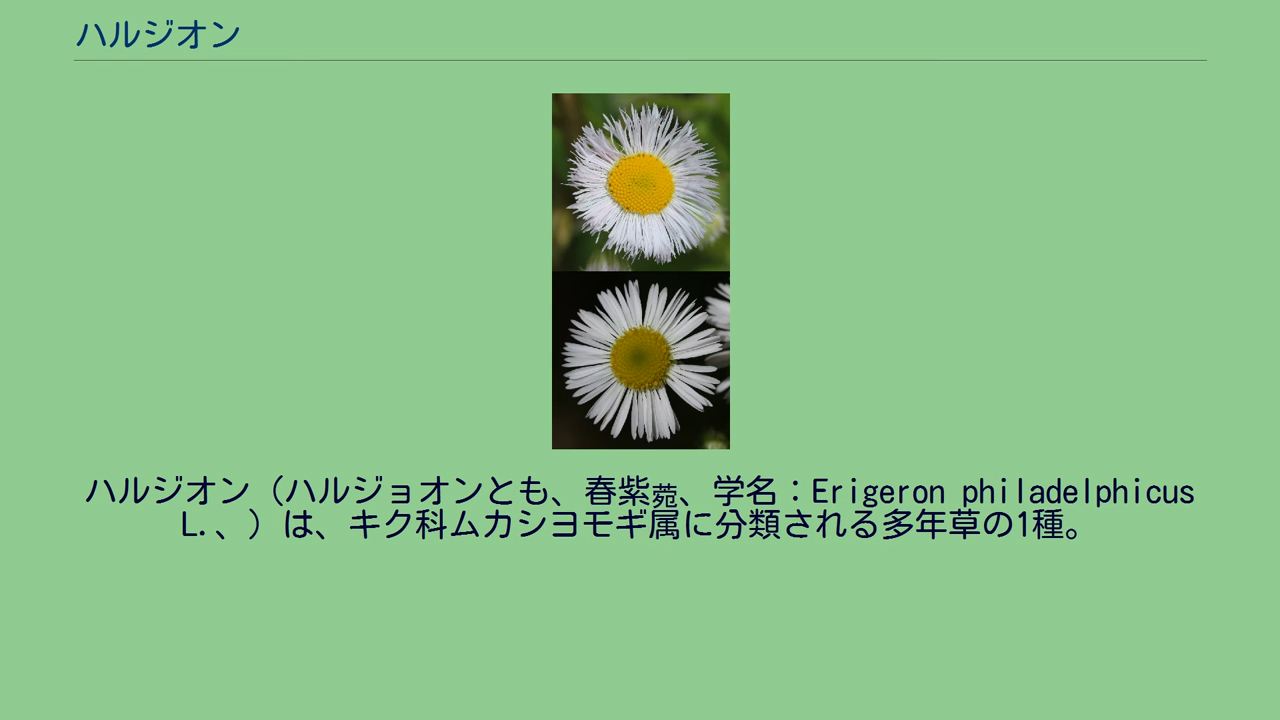 ハルジオン
ハルジオン（ハルジョオンとも、春紫菀、学名：Erigeron philadelphicus
L.、）は、キク科ムカシヨモギ属に分類される多年草の1種。